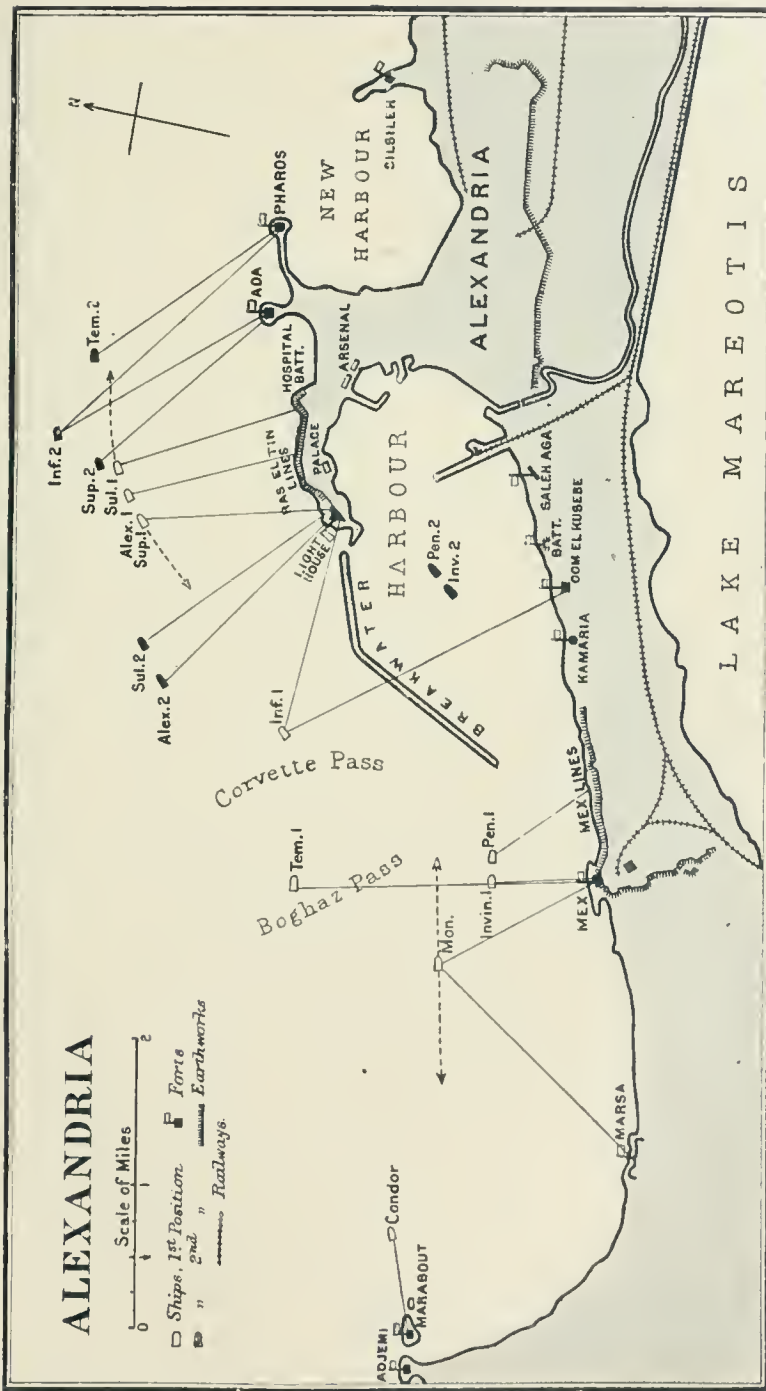 ALEXANDRIA
Scale of Miles
0 1 2
Ships, 1st Position
Forts
" 2nd "
Earthworks
Railways.
N
Inf.2
Tem.2
Sup.2
Sul.1
Alex.1
Sup.1
Sul.2
Alex.2
Inf.1
Corvette Pass
Tem.1
Boghaz Pass
Mon.
Invin.1
Pen.1
Condor
ADJEMI
MARABOUT
MARSA
MEX
MEX LINES
KAMARIA
OOM EL KUBEBE
BATT.
SALEH AGA
BREAKWATER
HARBOUR
Pen.2
Inv.2
LIGHT
HOUSE
RAS EL TIN
LINES
PALACE
HOSPITAL
BATT.
ARSENAL
ADA
PHAROS
NEW
HARBOUR
SILSILEH
ALEXANDRIA
LAKE MAREOTIS